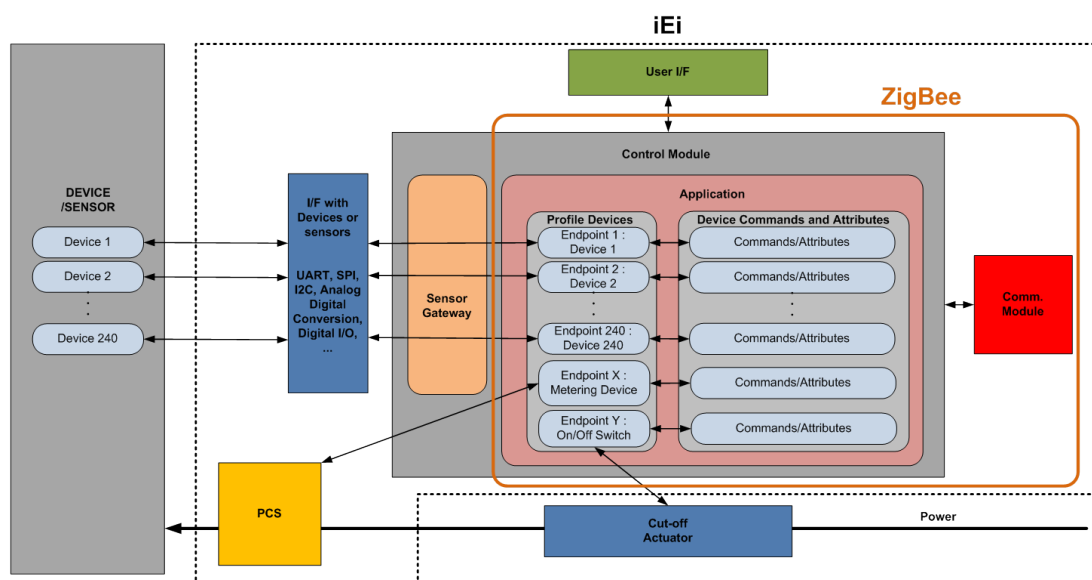 iEi
User I/F
ZigBee
Control Module
DEVICE
/SENSOR
I/F with
Devices or
sensors
UART, SPI,
I2C, Analog
Digital
Conversion,
Digital I/O,
...
Sensor
Gateway
Application
Profile Devices
Device Commands and Attributes
Device 1
Endpoint 1 :
Device 1
Commands/Attributes
Device 2
Endpoint 2 :
Device 2
Commands/Attributes
Device 240
Endpoint 240 :
Device 240
Commands/Attributes
Endpoint X :
Metering Device
Commands/Attributes
Endpoint Y :
On/Off Switch
Commands/Attributes
Comm.
Module
PCS
Cut-off
Actuator
Power